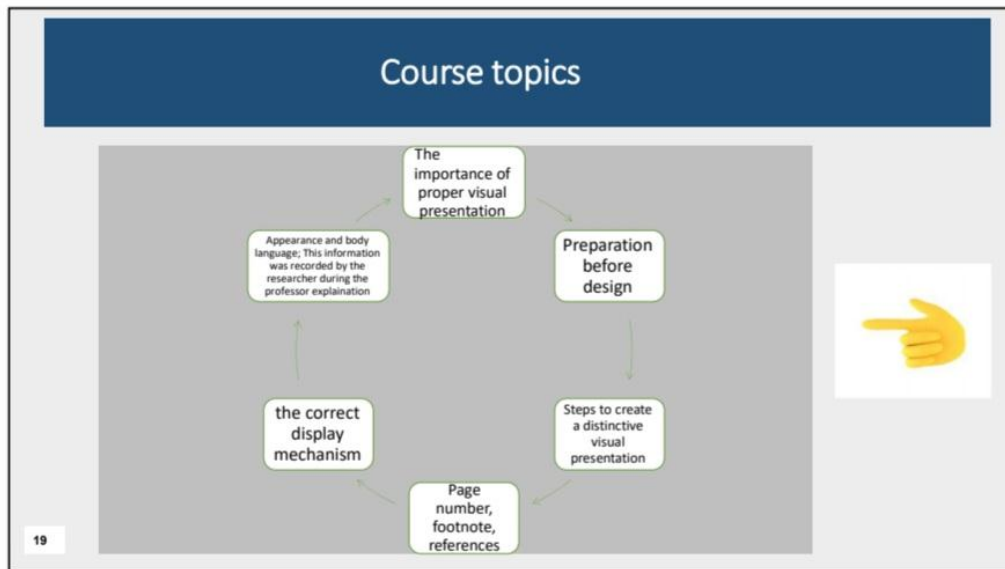 Course topics
The
importance of
proper visual
presentation
Preparation
before
design
Steps to create
a distinctive
visual
presentation
Page
number,
footnote,
references
the correct
display
mechanism
Appearance and body
language; This information
was recorded by the
researcher during the
professor explaination
19